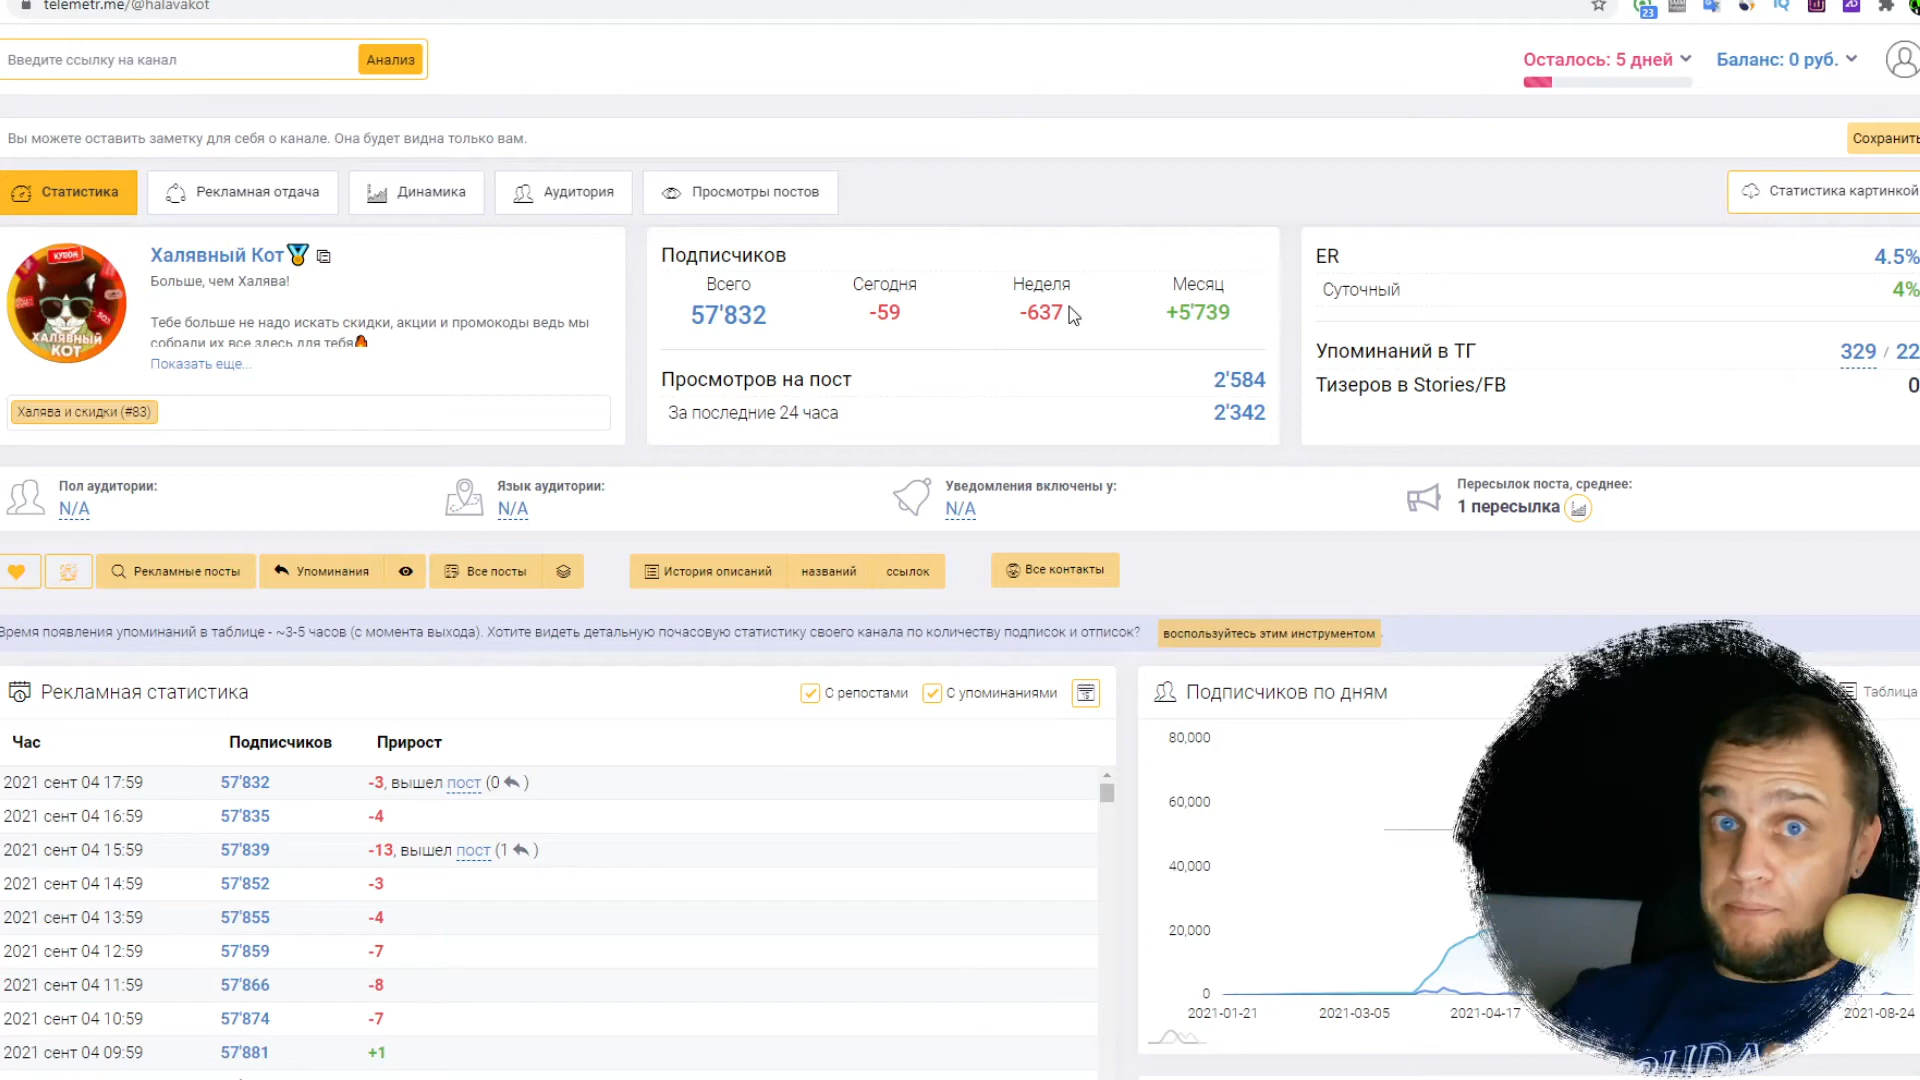 telemetr.me/@halavakot
23
Введите ссылку на канал
Анализ
Осталось: 5 дней
Баланс: 0 руб.
Вы можете оставить заметку для себя о канале. Она будет видна только вам.
Сохранить
Статистика
Рекламная отдача
Динамика
Аудитория
Просмотры постов
Статистика картинкой
КУПОН
ХАЛЯВНЫЙ
КОТ
Халявный Кот
Больше, чем Халява!
Тебе больше не надо искать скидки, акции и промокоды ведь мы
собрали их все здесь для тебя
Показать еще...
Халява и скидки (#83)
Подписчиков
Всего Сегодня Неделя Месяц
57'832 -59 -637 +5'739
Просмотров на пост 2'584
За последние 24 часа 2'342
ER 4.5%
Суточный 4%
Упоминаний в ТГ 329 / 22
Тизеров в Stories/FB 0
Пол аудитории:
N/A
Язык аудитории:
N/A
Уведомления включены у:
N/A
Пересылок поста, среднее:
1 пересылка
Рекламные посты
Упоминания
Все посты
История описаний
названий
ссылок
Все контакты
Время появления упоминаний в таблице - ~3-5 часов (с момента выхода). Хотите видеть детальную почасовую статистику своего канала по количеству подписок и отписок?
воспользуйтесь этим инструментом
Рекламная статистика
С репостами
С упоминаниями
Час Подписчиков Прирост
2021 сент 04 17:59 57'832 -3, вышел пост (0 )
2021 сент 04 16:59 57'835 -4
2021 сент 04 15:59 57'839 -13, вышел пост (1 )
2021 сент 04 14:59 57'852 -3
2021 сент 04 13:59 57'855 -4
2021 сент 04 12:59 57'859 -7
2021 сент 04 11:59 57'866 -8
2021 сент 04 10:59 57'874 -7
2021 сент 04 09:59 57'881 +1
Подписчиков по дням
Таблица
80,000
60,000
40,000
20,000
0
2021-01-21
2021-03-05
2021-04-17
2021-08-24